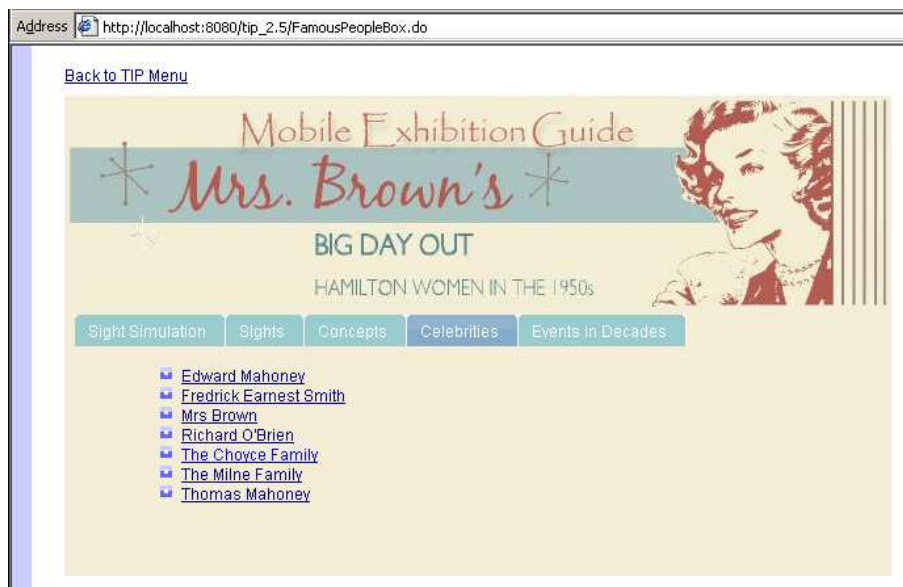 Address http://localhost:8080/tip_2.5/FamousPeopleBox.do
Back to TIP Menu
Mobile Exhibition Guide
Mrs. Brown's
BIG DAY OUT
HAMILTON WOMEN IN THE 1950s
Sight Simulation Sights Concepts Celebrities Events in Decades
Edward Mahoney
Fredrick Earnest Smith
Mrs Brown
Richard O'Brien
The Choyce Family
The Milne Family
Thomas Mahoney